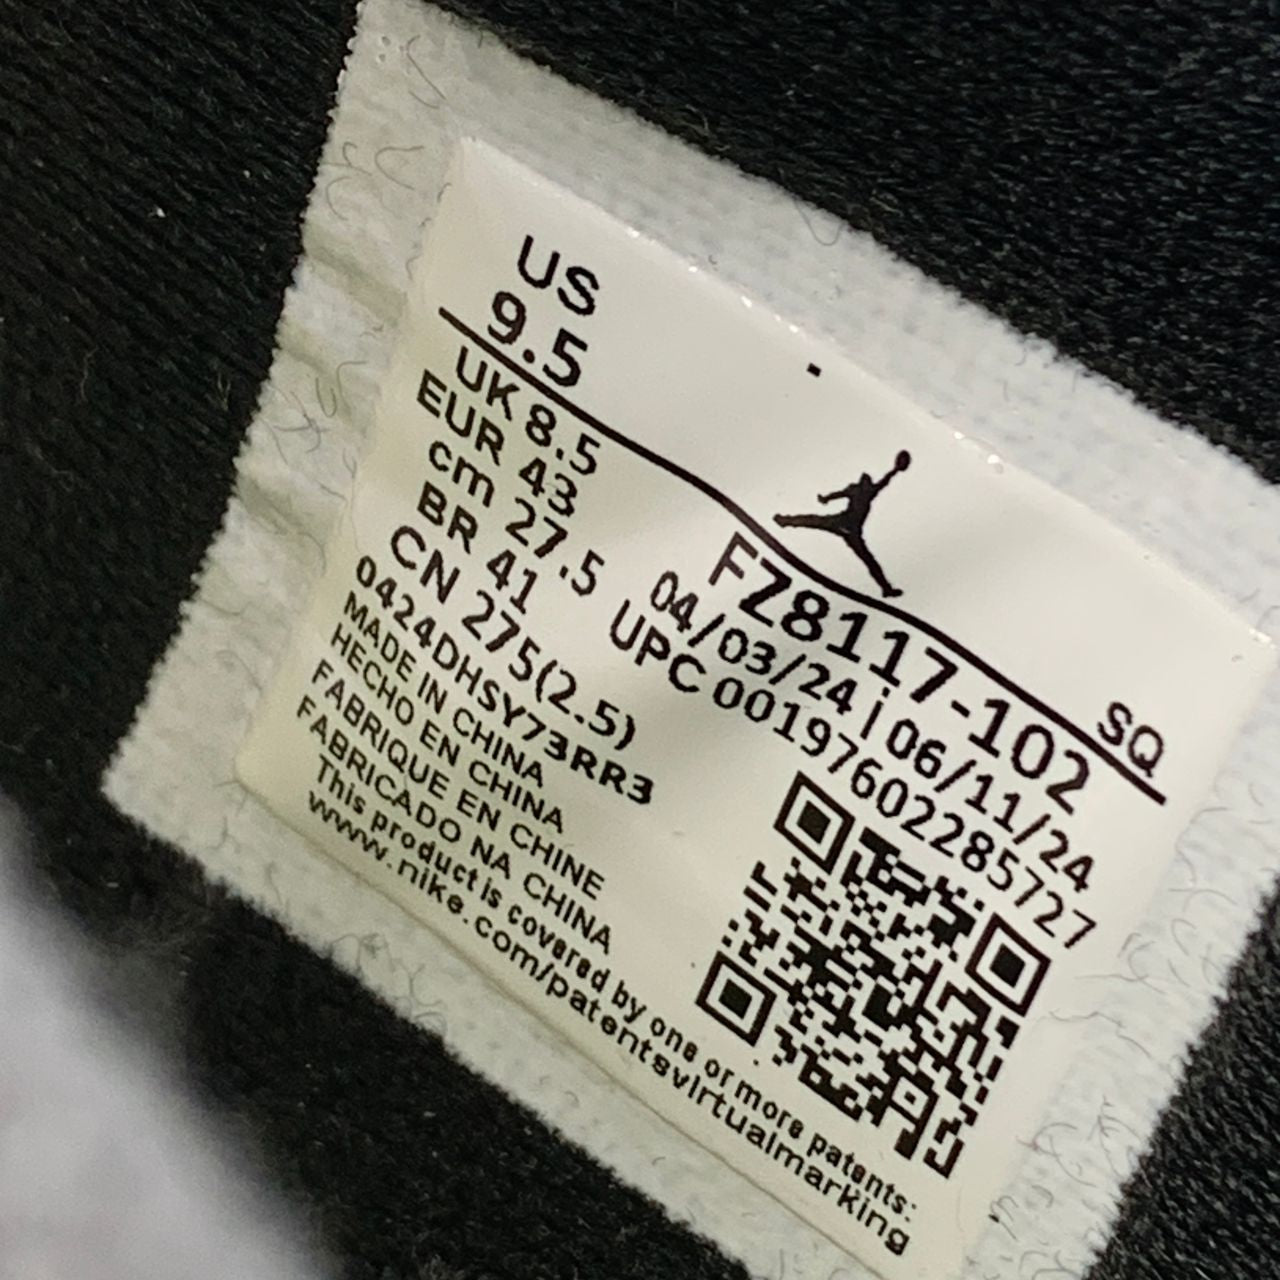 US
9.5
UK 8.5
EUR 43
cm 27.5
BR 41
CN 275(2.5)
0424DHSY73RR3
MADE IN CHINA
HECHO EN CHINA
FABRIQUE EN CHINE
FABRICADO NA CHINA
This product is covered by one or more patents:
www.nike.com/patentsvirtualmarking
SQ
FZ8117-102
04/03/24 | 06/11/24
UPC 00197602285727